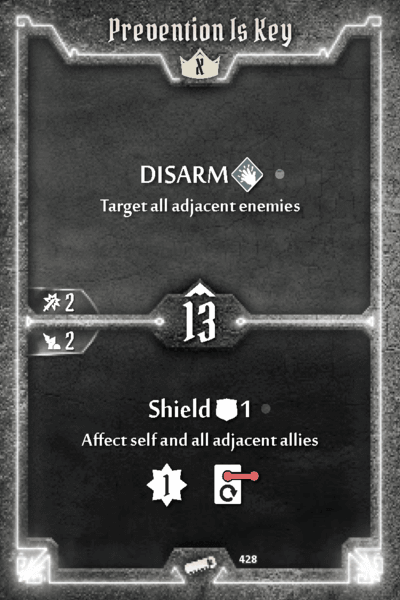 Prevention Is Key
X
DISARM
Target all adjacent enemies
2
13
2
Shield 1
Affect self and all adjacent allies
1
428